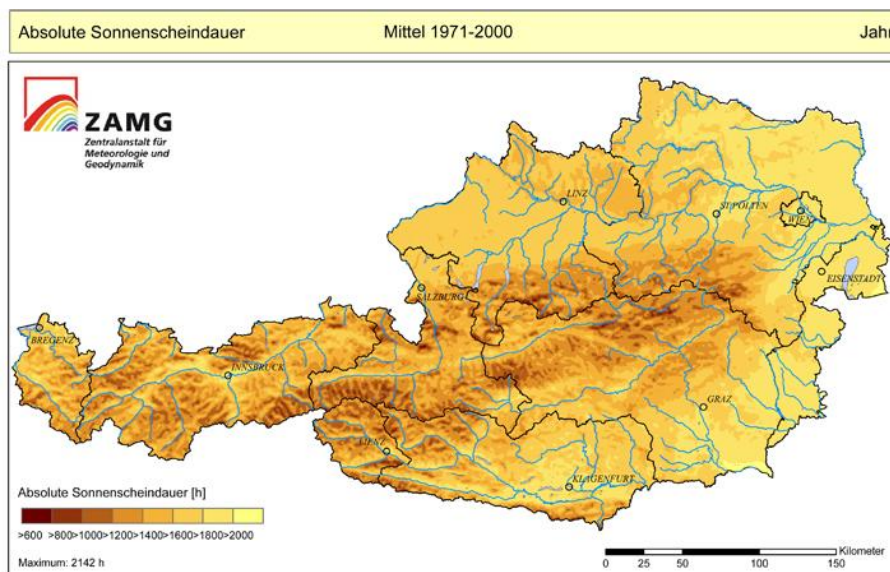 Absolute Sonnenscheindauer Mittel 1971-2000 Jahr
ZAMG
Zentralanstalt für
Meteorologie und
Geodynamik
LINZ
ST.PÖLTEN
WIEN
EISENSTADT
SALZBURG
BREGENZ
INNSBRUCK
GRAZ
LIENZ
KLAGENFURT
Absolute Sonnenscheindauer [h]
>600 >800 >1000 >1200 >1400 >1600 >1800 >2000
Maximum: 2142 h
Kilometer
0 25 50 100 150